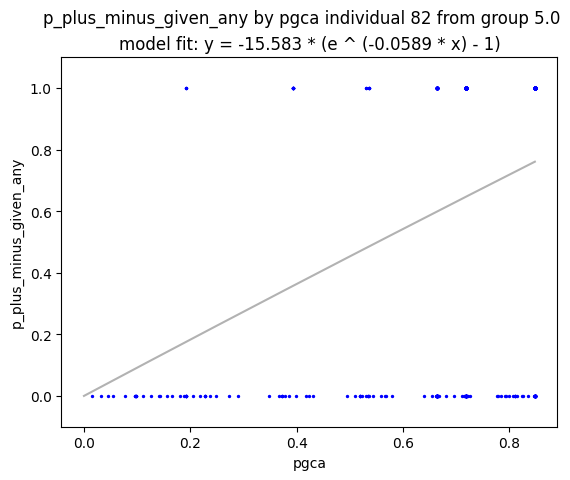 p_plus_minus_given_any by pgca individual 82 from group 5.0
model fit: y = -15.583 * (e ^ (-0.0589 * x) - 1)
1.0
0.8
0.6
0.4
0.2
0.0
p_plus_minus_given_any
0.0 0.2 0.4 0.6 0.8
pgca